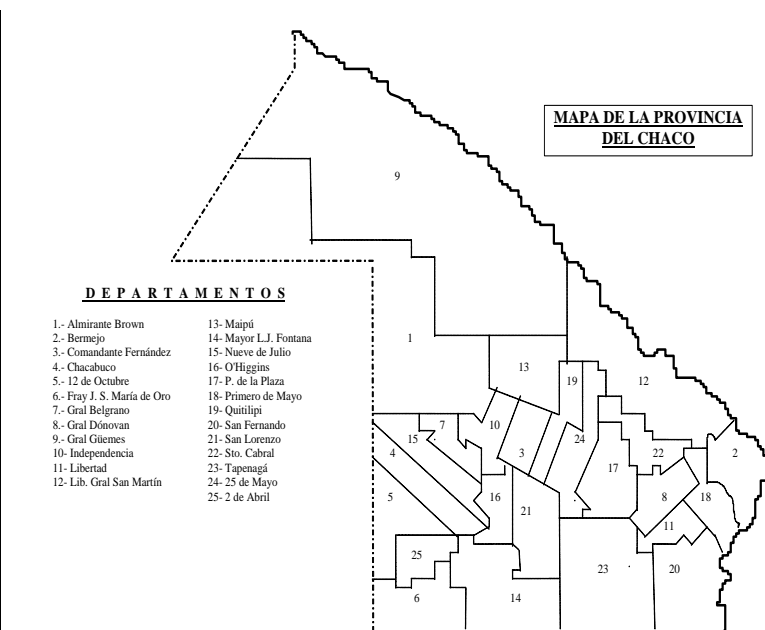 MAPA DE LA PROVINCIA
DEL CHACO
DEPARTAMENTOS
1.- Almirante Brown
2.- Bermejo
3.- Comandante Fernández
4.- Chacabuco
5.- 12 de Octubre
6.- Fray J. S. María de Oro
7.- Gral Belgrano
8.- Gral Dónovan
9.- Gral Güemes
10- Independencia
11- Libertad
12- Lib. Gral San Martín
13- Maipú
14- Mayor L.J. Fontana
15- Nueve de Julio
16- O'Higgins
17- P. de la Plaza
18- Primero de Mayo
19- Quitilipi
20- San Fernando
21- San Lorenzo
22- Sto. Cabral
23- Tapenagá
24- 25 de Mayo
25- 2 de Abril
9
1
13
19
12
10
7
15
4
3
24
22
2
17
5
16
21
8
18
11
25
23
20
6
14